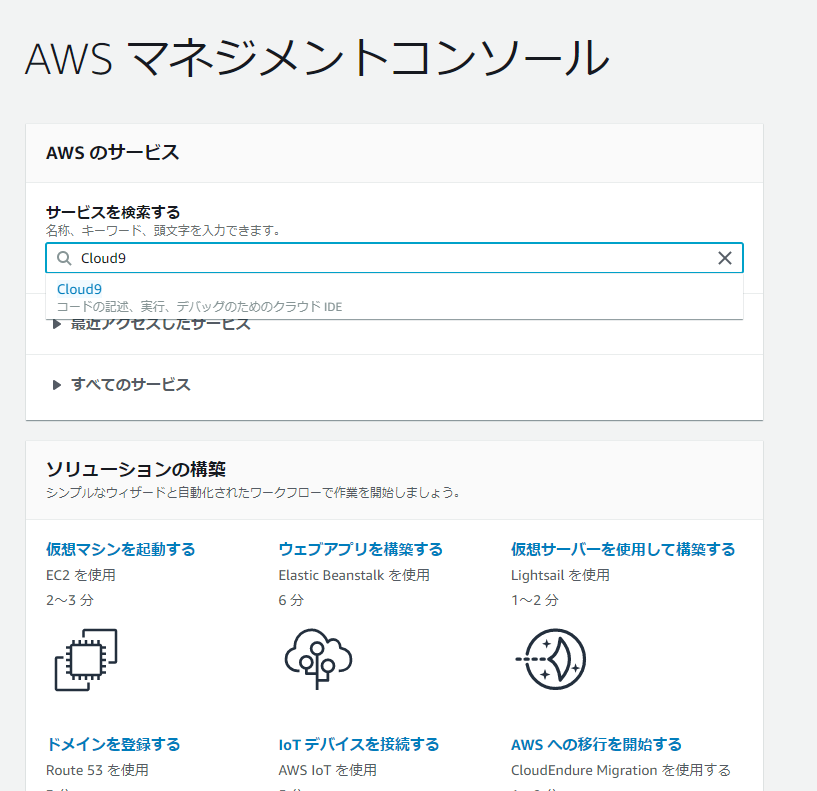 AWS マネジメントコンソール
AWS のサービス
サービスを検索する
名称、キーワード、頭文字を入力できます。
Cloud9
Cloud9
コードの記述、実行、デバッグのためのクラウド IDE
最近アクセスしたサービス
すべてのサービス
ソリューションの構築
シンプルなウィザードと自動化されたワークフローで作業を開始しましょう。
仮想マシンを起動する
EC2 を使用
2～3 分
ウェブアプリを構築する
Elastic Beanstalk を使用
6 分
仮想サーバーを使用して構築する
Lightsail を使用
1～2 分
ドメインを登録する
Route 53 を使用
IoT デバイスを接続する
AWS IoT を使用
AWS への移行を開始する
CloudEndure Migration を使用する